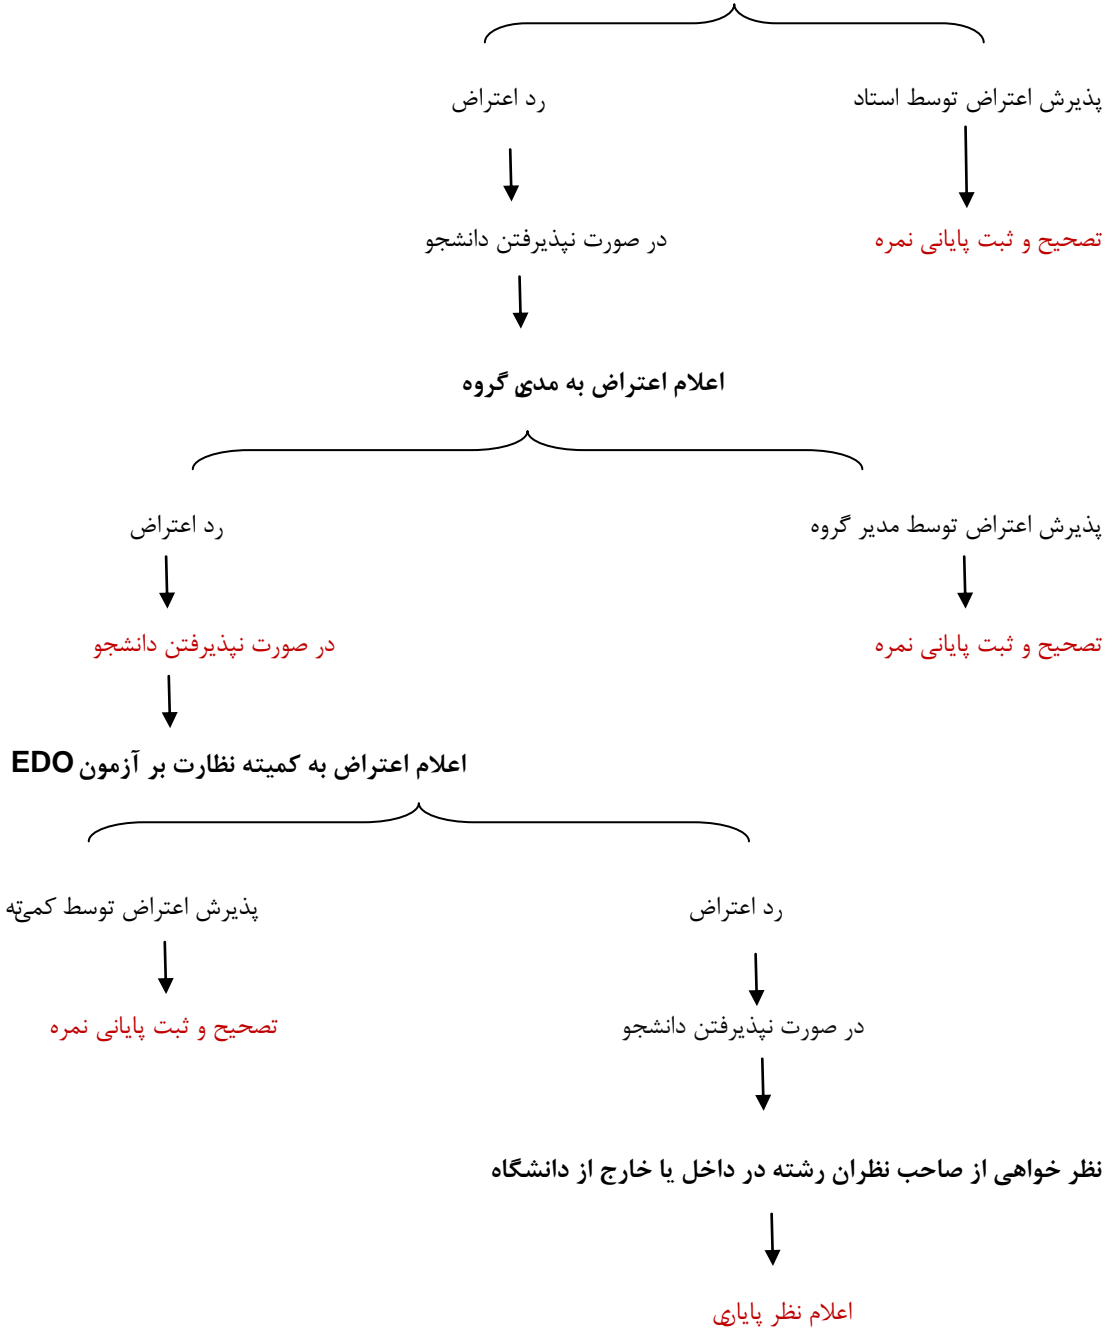 پذیرش اعتراض توسط استاد
رد اعتراض
تصحیح و ثبت پایانی نمره
در صورت نپذیرفتن دانشجو
اعلام اعتراض به مدیر گروه
پذیرش اعتراض توسط مدیر گروه
رد اعتراض
تصحیح و ثبت پایانی نمره
در صورت نپذیرفتن دانشجو
اعلام اعتراض به کمیته نظارت بر آزمون EDO
رد اعتراض
پذیرش اعتراض توسط کمیته
در صورت نپذیرفتن دانشجو
تصحیح و ثبت پایانی نمره
نظر خواهی از صاحب نظران رشته در داخل یا خارج از دانشگاه
اعلام نظر پایانی